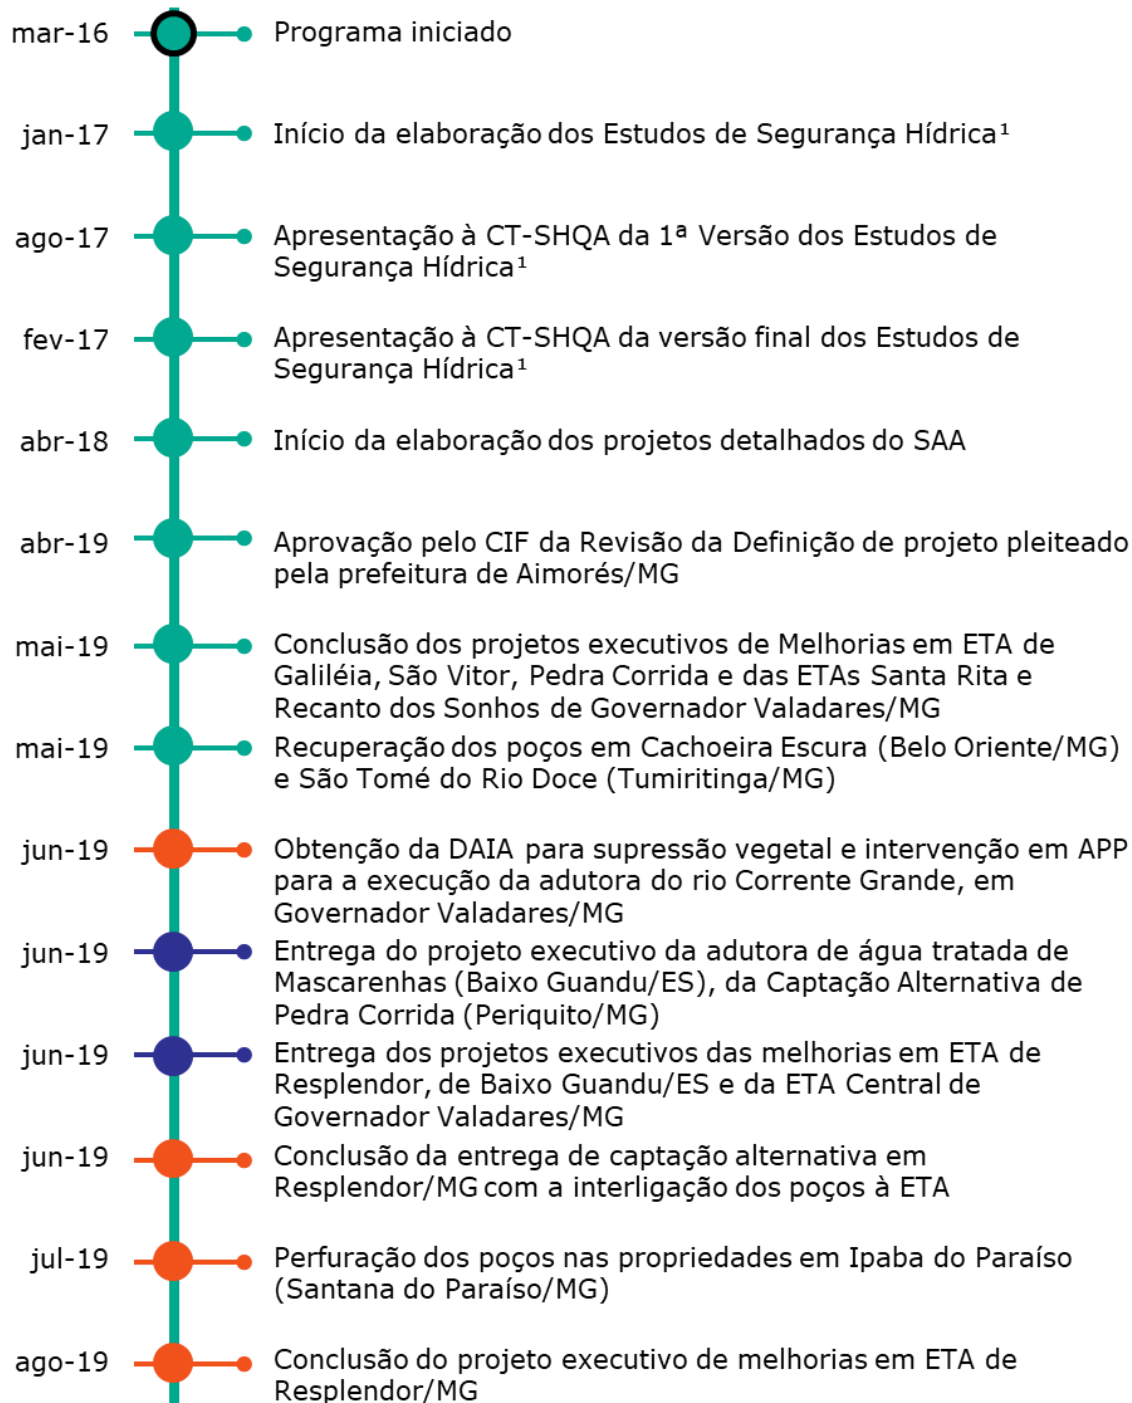 mar-16 Programa iniciado
jan-17 Início da elaboração dos Estudos de Segurança Hídrica¹
ago-17 Apresentação à CT-SHQA da 1ª Versão dos Estudos de
Segurança Hídrica¹
fev-17 Apresentação à CT-SHQA da versão final dos Estudos de
Segurança Hídrica¹
abr-18 Início da elaboração dos projetos detalhados do SAA
abr-19 Aprovação pelo CIF da Revisão da Definição de projeto pleiteado
pela prefeitura de Aimorés/MG
mai-19 Conclusão dos projetos executivos de Melhorias em ETA de
Galiléia, São Vitor, Pedra Corrida e das ETAs Santa Rita e
Recanto dos Sonhos de Governador Valadares/MG
mai-19 Recuperação dos poços em Cachoeira Escura (Belo Oriente/MG)
e São Tomé do Rio Doce (Tumiritinga/MG)
jun-19 Obtenção da DAIA para supressão vegetal e intervenção em APP
para a execução da adutora do rio Corrente Grande, em
Governador Valadares/MG
jun-19 Entrega do projeto executivo da adutora de água tratada de
Mascarenhas (Baixo Guandu/ES), da Captação Alternativa de
Pedra Corrida (Periquito/MG)
jun-19 Entrega dos projetos executivos das melhorias em ETA de
Resplendor, de Baixo Guandu/ES e da ETA Central de
Governador Valadares/MG
jun-19 Conclusão da entrega de captação alternativa em
Resplendor/MG com a interligação dos poços à ETA
jul-19 Perfuração dos poços nas propriedades em Ipaba do Paraíso
(Santana do Paraíso/MG)
ago-19 Conclusão do projeto executivo de melhorias em ETA de
Resplendor/MG